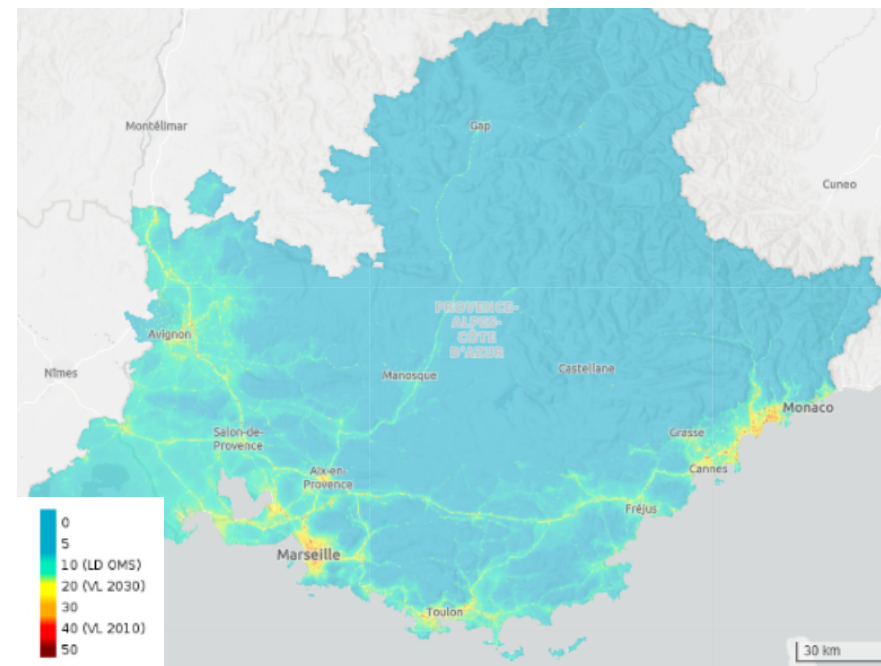 Montélimar
Gap
Cuneo
PROVENCE-
ALPES-
CÔTE
D'AZUR
Avignon
Nîmes
Manosque
Castellane
Monaco
Salon-de-
Provence
Grasse
Aix-en-
Provence
Cannes
Fréjus
Marseille
Toulon
0
5
10 (LD OMS)
20 (VL 2030)
30
40 (VL 2010)
50
30 km